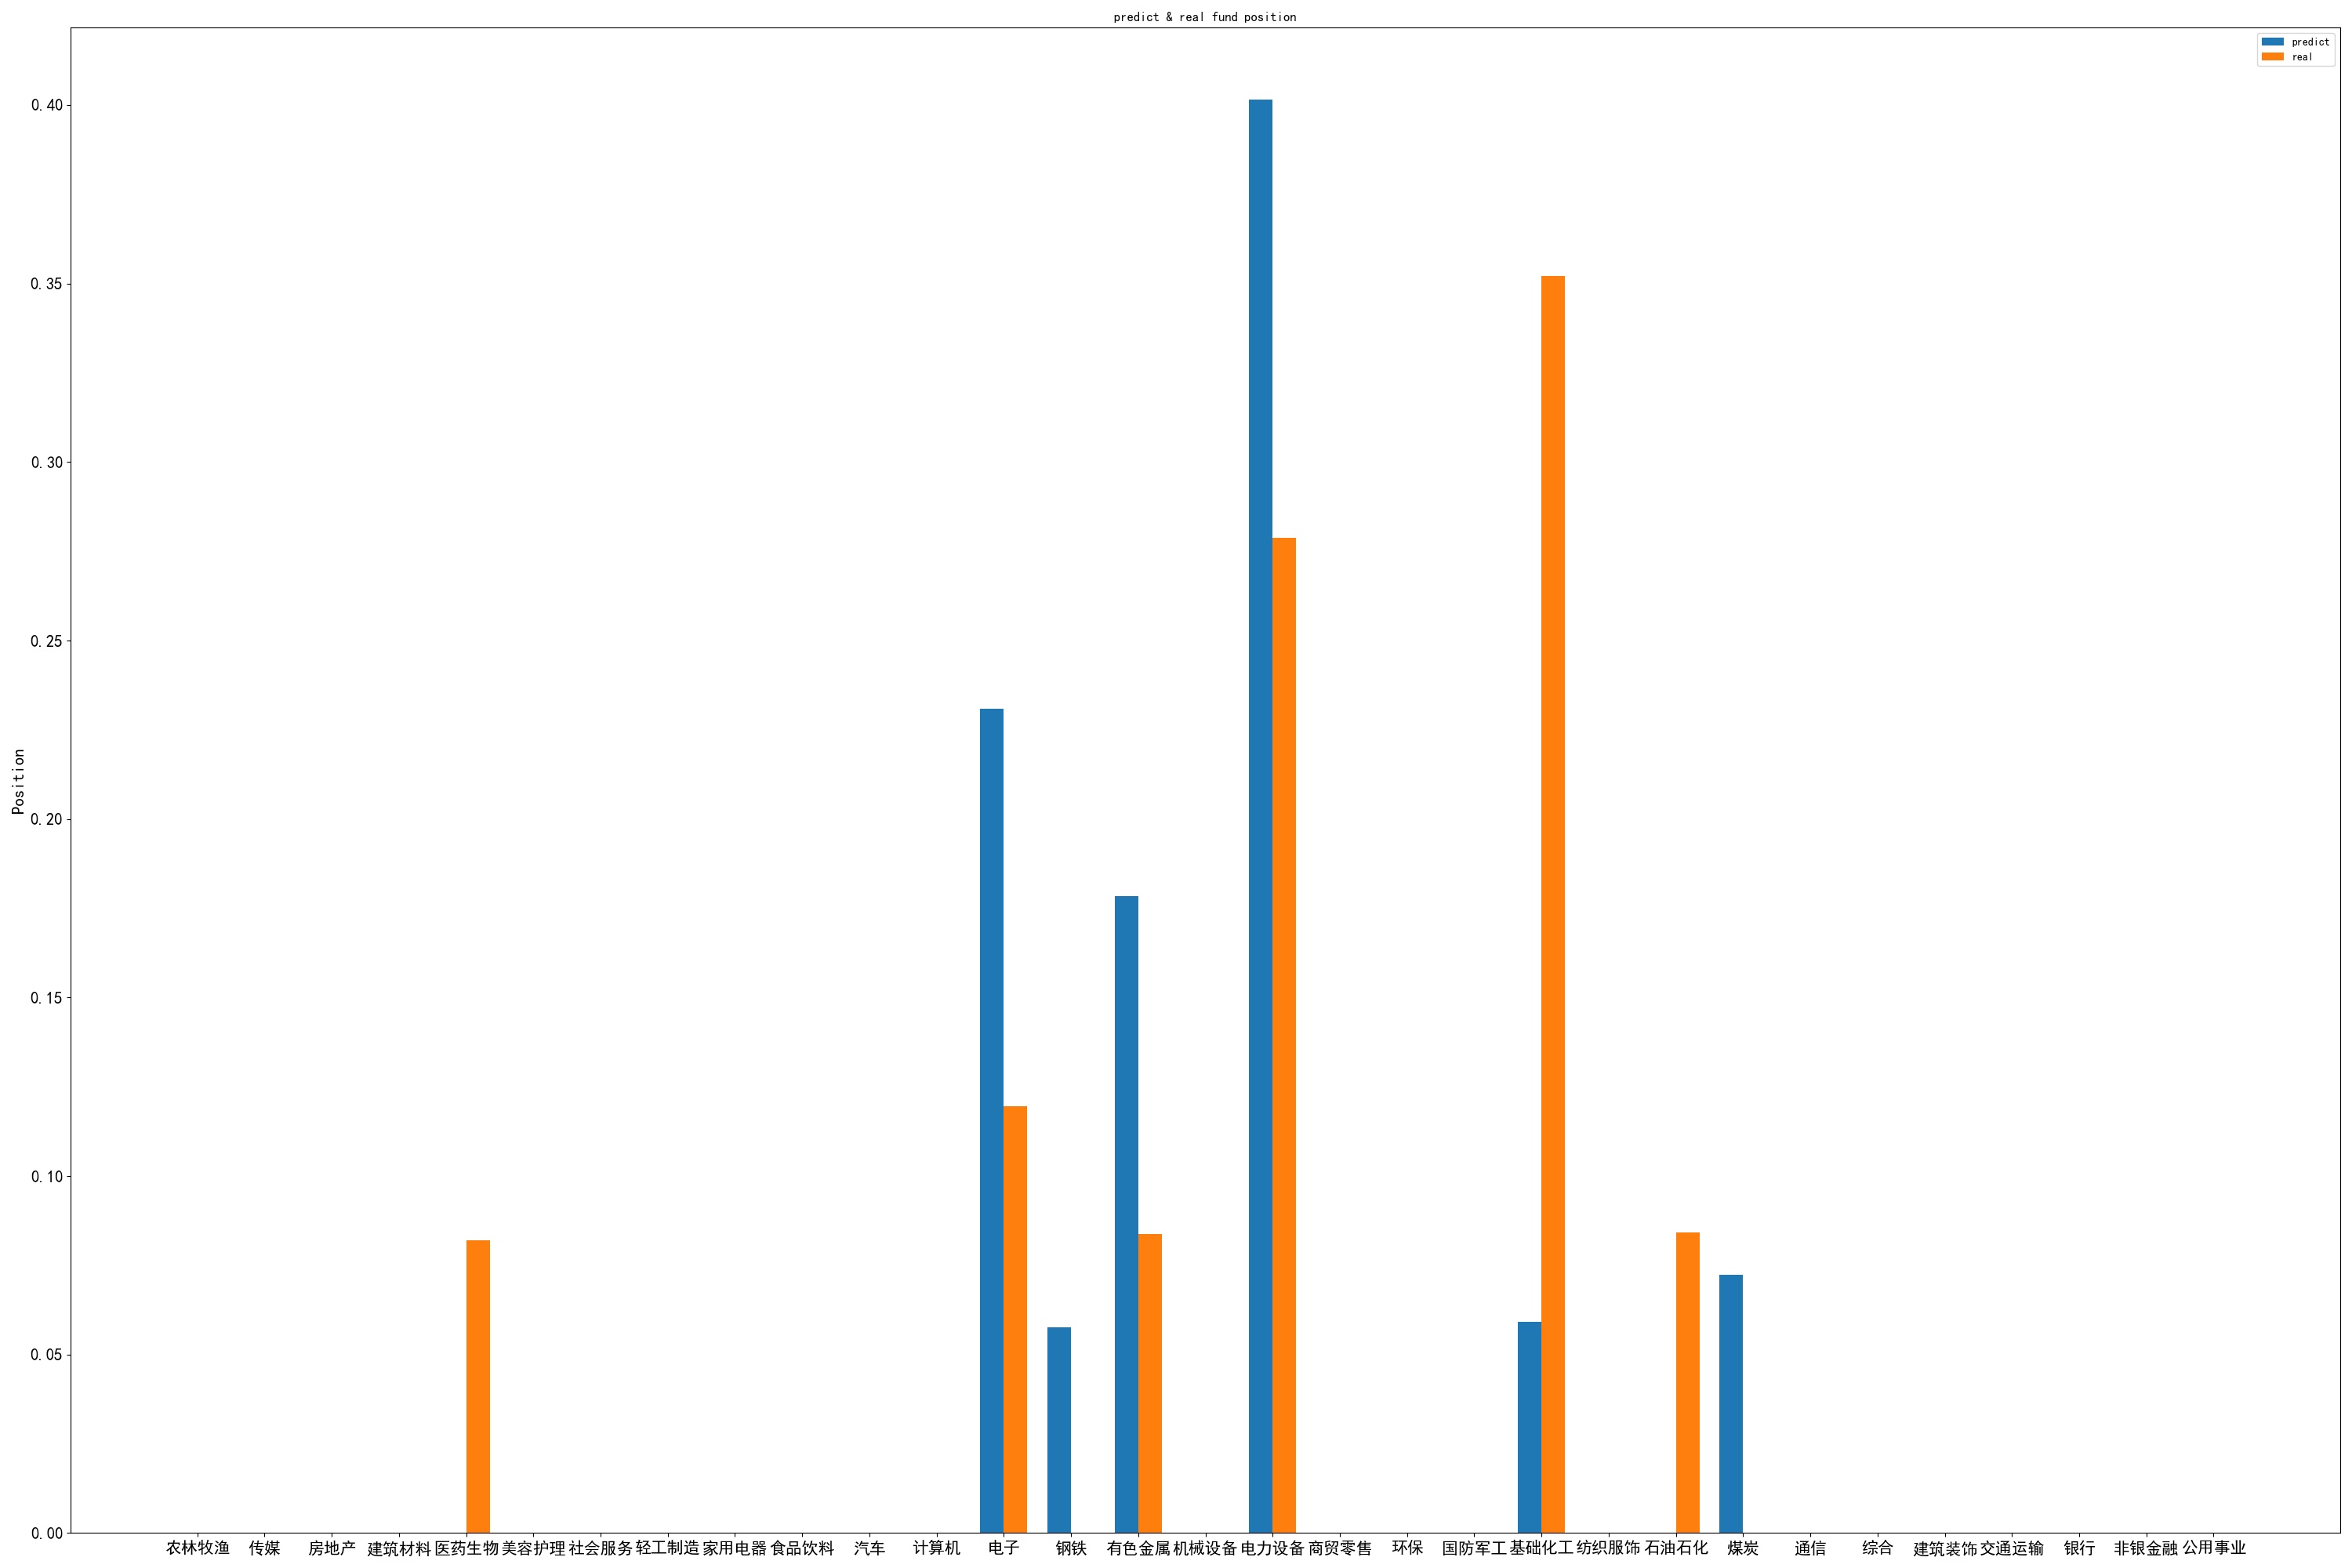 predict & real fund position
predict
real
0.40
0.35
0.30
0.25
0.20
0.15
0.10
0.05
0.00
Position
农林牧渔 传媒 房地产 建筑材料 医药生物 美容护理 社会服务 轻工制造 家用电器 食品饮料 汽车 计算机 电子 钢铁 有色金属 机械设备 电力设备 商贸零售 环保 国防军工 基础化工 纺织服饰 石油石化 煤炭 通信 综合 建筑装饰 交通运输 银行 非银金融 公用事业